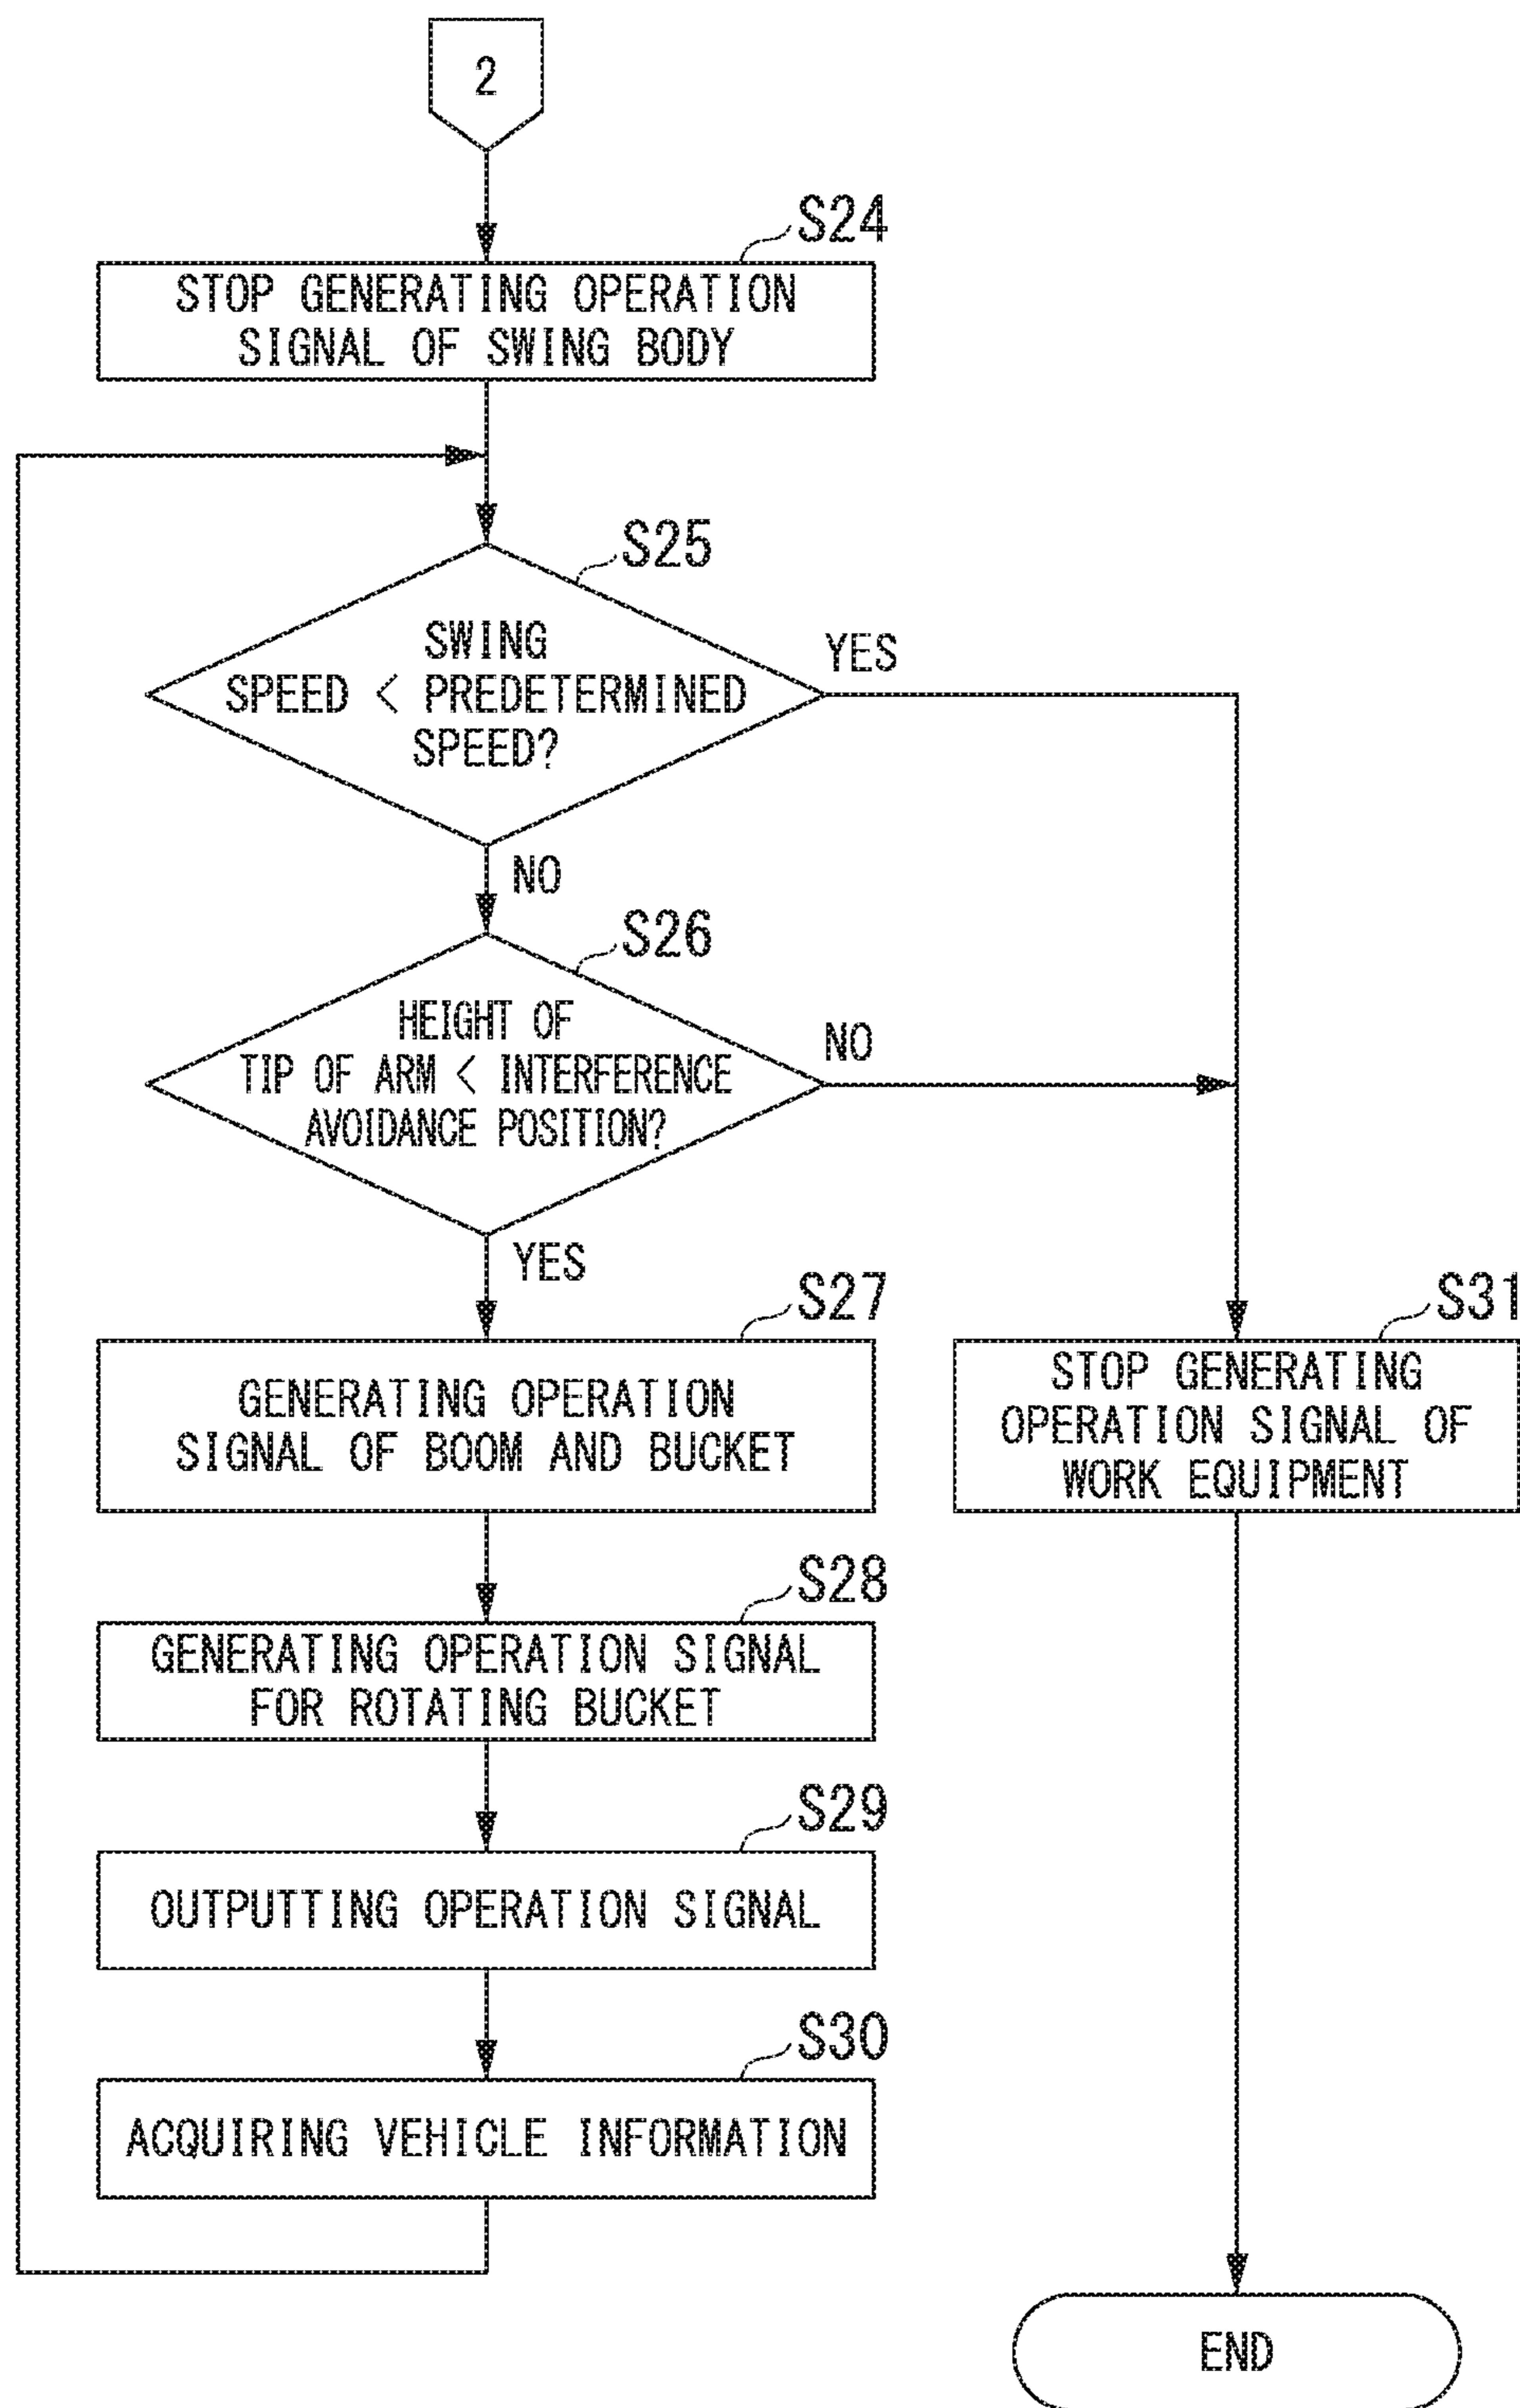 2
S24
STOP GENERATING OPERATION
SIGNAL OF SWING BODY
S25
SWING
SPEED < PREDETERMINED
SPEED?
YES
NO
S26
HEIGHT OF
TIP OF ARM < INTERFERENCE
AVOIDANCE POSITION?
NO
YES
S27
GENERATING OPERATION
SIGNAL OF BOOM AND BUCKET
S31
STOP GENERATING
OPERATION SIGNAL OF
WORK EQUIPMENT
S28
GENERATING OPERATION SIGNAL
FOR ROTATING BUCKET
S29
OUTPUTTING OPERATION SIGNAL
S30
ACQUIRING VEHICLE INFORMATION
END